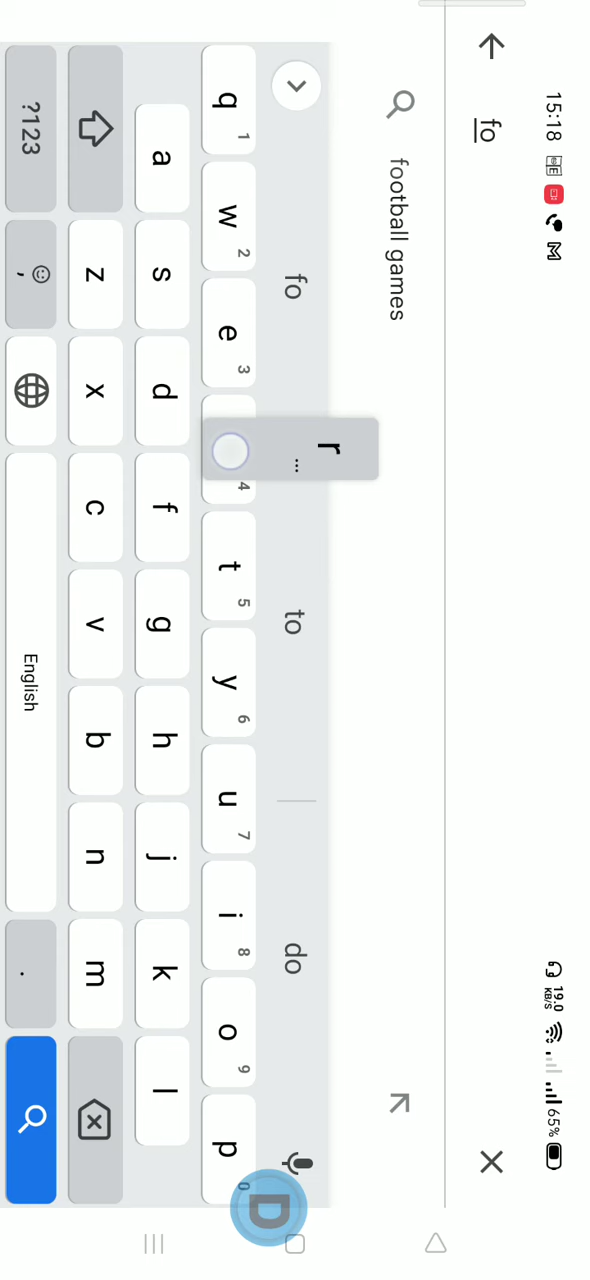 15:18 19.0 KB/S 65%
fo
football games
fo to do
r
...
q 1 w 2 e 3 4 t 5 y 6 u 7 i 8 o 9 p 0
a s d f g h j k l
z x c v b n m
?123 , English .
D